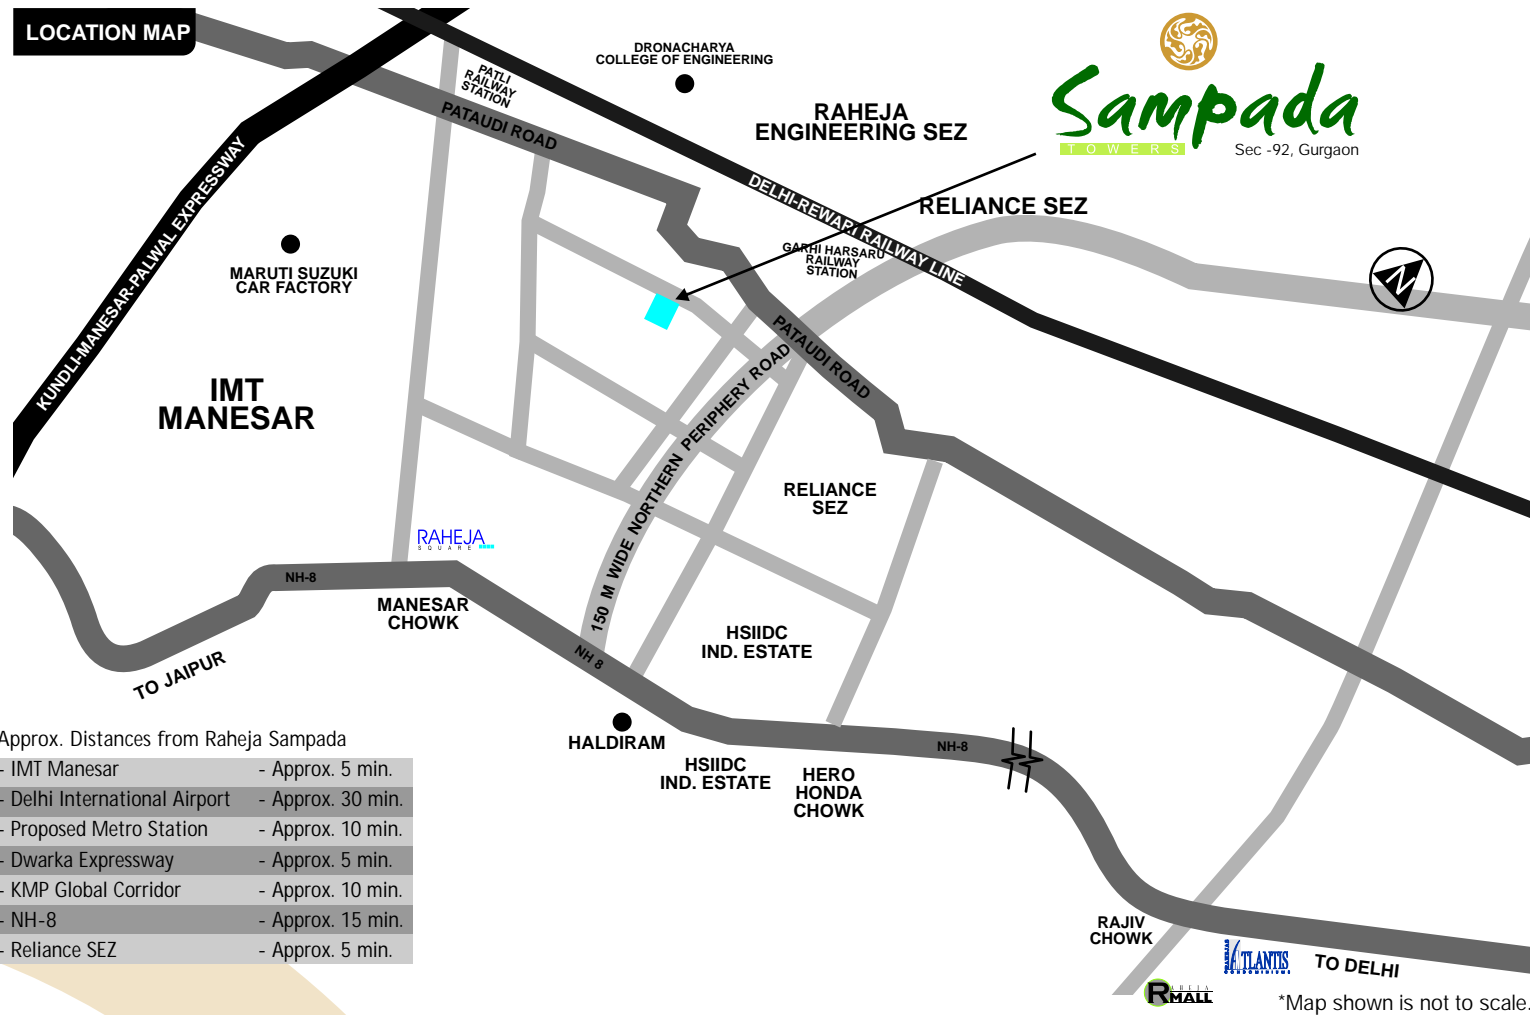 LOCATION MAP
DRONACHARYA
COLLEGE OF ENGINEERING
PATLI
RAILWAY
STATION
PATAUDI ROAD
RAHEJA
ENGINEERING SEZ
Sampada
TOWERS
Sec -92, Gurgaon
KUNDLI-MANESAR-PALWAL EXPRESSWAY
DELHI-REWARI RAILWAY LINE
RELIANCE SEZ
GARHI HARSARU
RAILWAY
STATION
MARUTI SUZUKI
CAR FACTORY
N
PATAUDI ROAD
IMT
MANESAR
150 M WIDE NORTHERN PERIPHERY ROAD
RELIANCE
SEZ
RAHEJA
SQUARE
NH-8
MANESAR
CHOWK
HSIIDC
IND. ESTATE
NH 8
TO JAIPUR
HALDIRAM
NH-8
HSIIDC
IND. ESTATE
HERO
HONDA
CHOWK
Approx. Distances from Raheja Sampada
- IMT Manesar - Approx. 5 min.
- Delhi International Airport - Approx. 30 min.
- Proposed Metro Station - Approx. 10 min.
- Dwarka Expressway - Approx. 5 min.
- KMP Global Corridor - Approx. 10 min.
- NH-8 - Approx. 15 min.
- Reliance SEZ - Approx. 5 min.
RAJIV
CHOWK
ATLANTIS
CONDOMINIUMS
TO DELHI
RAHEJA
R MALL
*Map shown is not to scale.